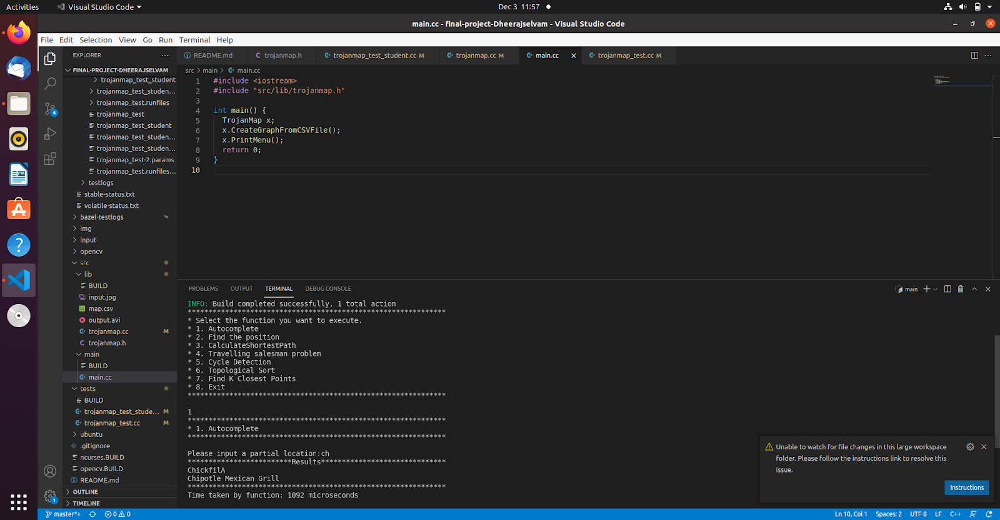 Activities
Visual Studio Code
Dec 3 11:57
main.cc - final-project-Dheerajselvam - Visual Studio Code
File Edit Selection View Go Run Terminal Help
EXPLORER
README.md
trojanmap.h
trojanmap_test_student.cc M
trojanmap.cc M
main.cc
trojanmap_test.cc M
FINAL-PROJECT-DHEERAJSELVAM
trojanmap_test_student
trojanmap_test_studen...
trojanmap_test.runfiles
trojanmap_test
trojanmap_test_student
trojanmap_test_studen...
trojanmap_test_studen...
trojanmap_test-2.params
trojanmap_test.runfiles...
testlogs
stable-status.txt
volatile-status.txt
bazel-testlogs
img
input
opencv
src
lib
BUILD
input.jpg
map.csv
output.avi
trojanmap.cc M
trojanmap.h
main
BUILD
main.cc
tests
BUILD
trojanmap_test_stude... M
trojanmap_test.cc M
ubuntu
.gitignore
ncurses.BUILD
opencv.BUILD
README.md
OUTLINE
TIMELINE
4
1
src > main > main.cc
1 #include <iostream>
2 #include "src/lib/trojanmap.h"
3
4 int main() {
5 TrojanMap x;
6 x.CreateGraphFromCSVFile();
7 x.PrintMenu();
8 return 0;
9 }
10
PROBLEMS OUTPUT TERMINAL DEBUG CONSOLE
main
INFO: Build completed successfully, 1 total action
**************************************************************
* Select the function you want to execute.
* 1. Autocomplete
* 2. Find the position
* 3. CalculateShortestPath
* 4. Travelling salesman problem
* 5. Cycle Detection
* 6. Topological Sort
* 7. Find K Closest Points
* 8. Exit
**************************************************************
1
**************************************************************
* 1. Autocomplete
**************************************************************
Please input a partial location:ch
*************************Results******************************
ChickfilA
Chipotle Mexican Grill
**************************************************************
Time taken by function: 1092 microseconds
Unable to watch for file changes in this large workspace
folder. Please follow the instructions link to resolve this
issue.
Instructions
master*+ 0 0
Ln 10, Col 1 Spaces: 2 UTF-8 LF C++